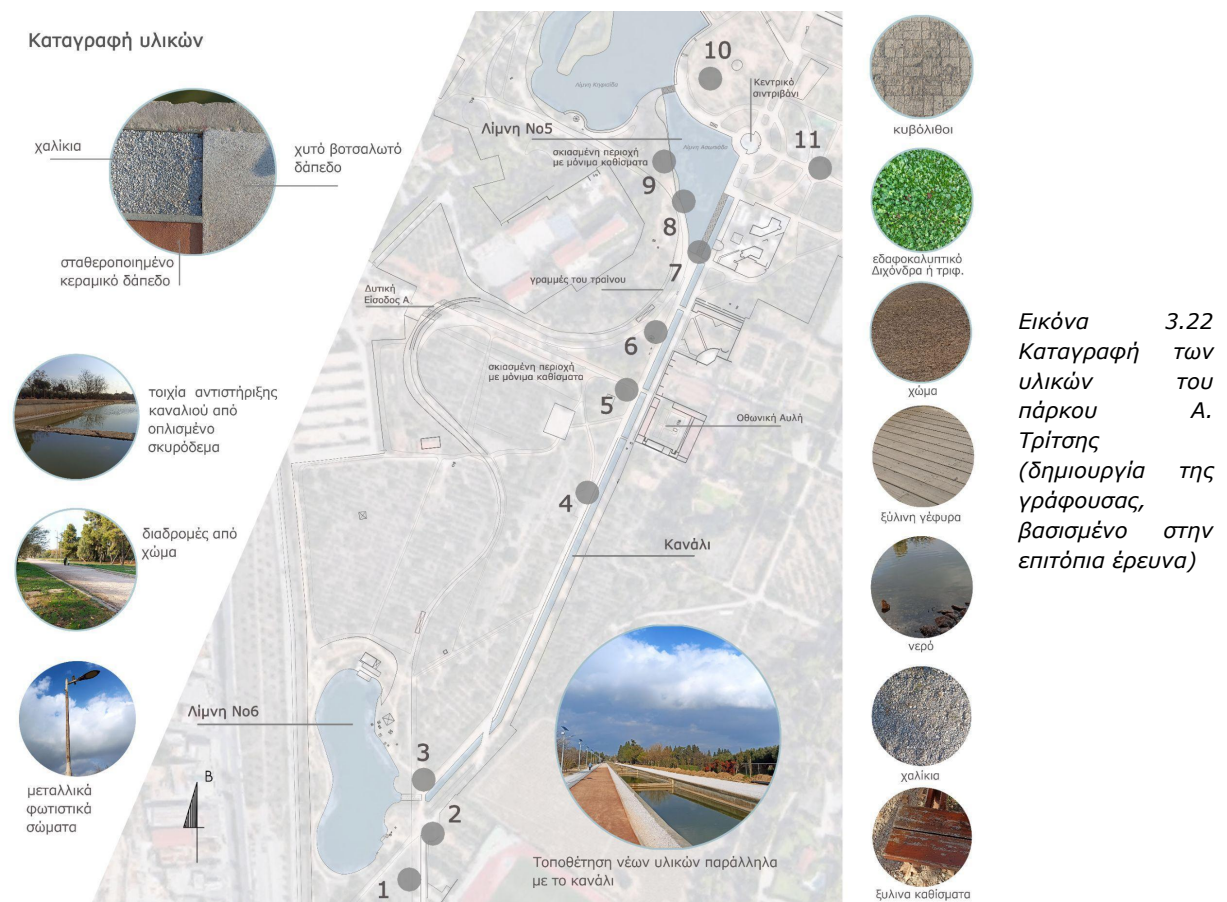 Καταγραφή υλικών
χαλίκια
χυτό βοτσαλωτό
δάπεδο
σταθεροποιημένο
κεραμικό δάπεδο
τοιχία αντιστήριξης
καναλιού από
οπλισμένο
σκυρόδεμα
διαδρομές από
χώμα
μεταλλικά
φωτιστικά
σώματα
Β
10
Λίμνη Κηφισίδα
Κεντρικό
σιντριβάνι
Λίμνη Νο5
11
σκιασμένη περιοχή
με μόνιμα καθίσματα
9
8
7
γραμμές του τραίνου
Δυτική
Είσοδος Α
6
σκιασμένη περιοχή
με μόνιμα καθίσματα
5
Οθωνική Αυλή
4
Κανάλι
Λίμνη Νο6
3
2
1
Τοποθέτηση νέων υλικών παράλληλα
με το κανάλι
κυβόλιθοι
εδαφοκαλυπτικό
Διχόνδρα ή τριφ.
χώμα
ξύλινη γέφυρα
νερό
χαλίκια
ξυλινα καθίσματα
Εικόνα 3.22
Καταγραφή των
υλικών του
πάρκου Α.
Τρίτσης
(δημιουργία της
γράφουσας,
βασισμένο στην
επιτόπια έρευνα)